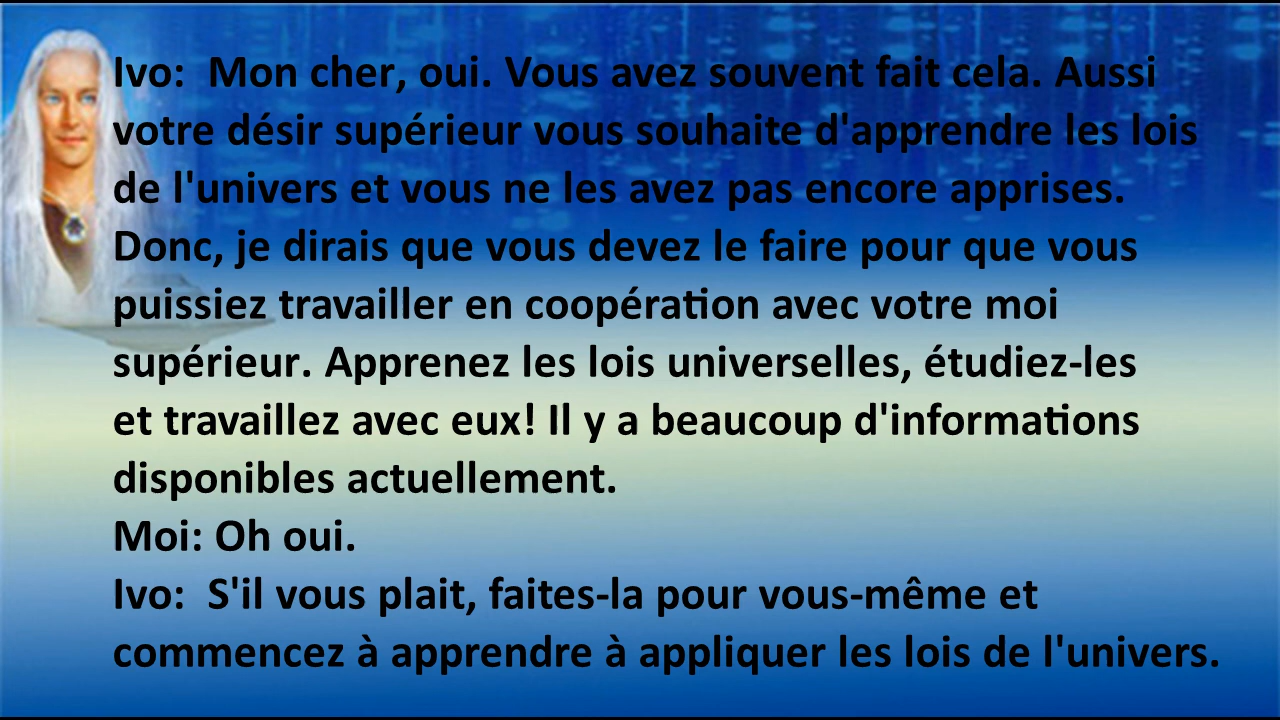 Ivo:  Mon cher, oui. Vous avez souvent fait cela. Aussi
votre désir supérieur vous souhaite d'apprendre les lois
de l'univers et vous ne les avez pas encore apprises.
Donc, je dirais que vous devez le faire pour que vous
puissiez travailler en coopération avec votre moi
supérieur. Apprenez les lois universelles, étudiez-les
et travaillez avec eux! Il y a beaucoup d'informations
disponibles actuellement.
Moi: Oh oui.
Ivo:  S'il vous plait, faites-la pour vous-même et
commencez à apprendre à appliquer les lois de l'univers.